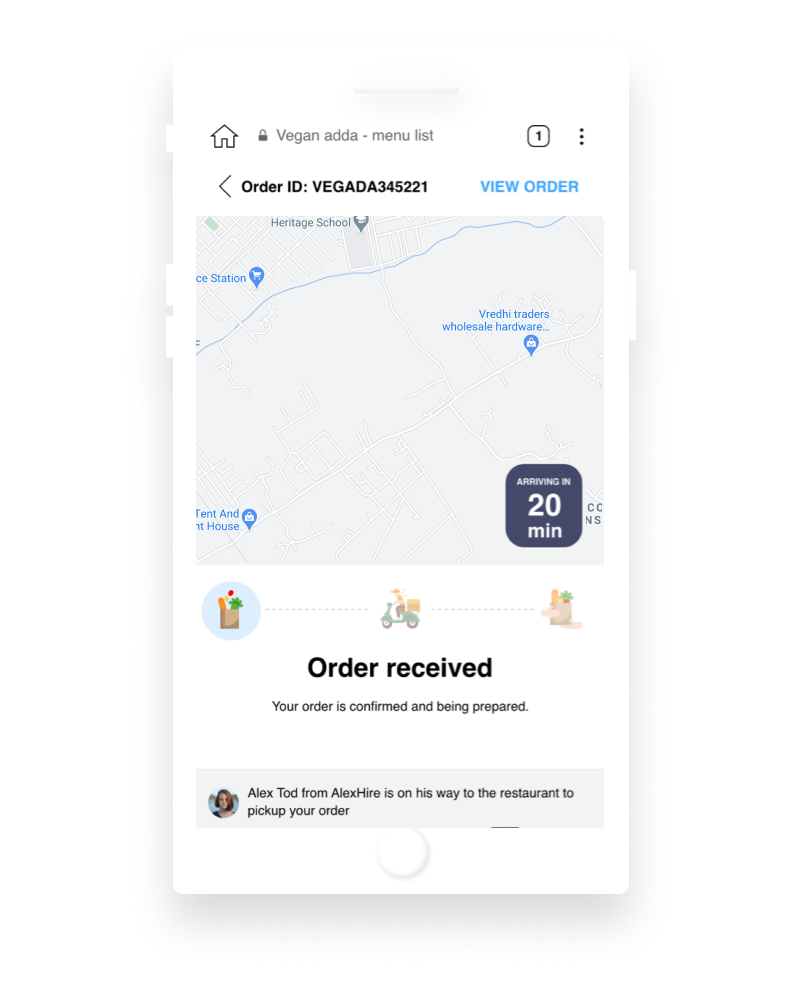 Vegan adda - menu list
1
Order ID: VEGADA345221
VIEW ORDER
Heritage School
ce Station
Vredhi traders
wholesale hardware...
F
ARRIVING IN
20
min
CO
NS
Tent And
nt House
Order received
Your order is confirmed and being prepared.
Alex Tod from AlexHire is on his way to the restaurant to
pickup your order